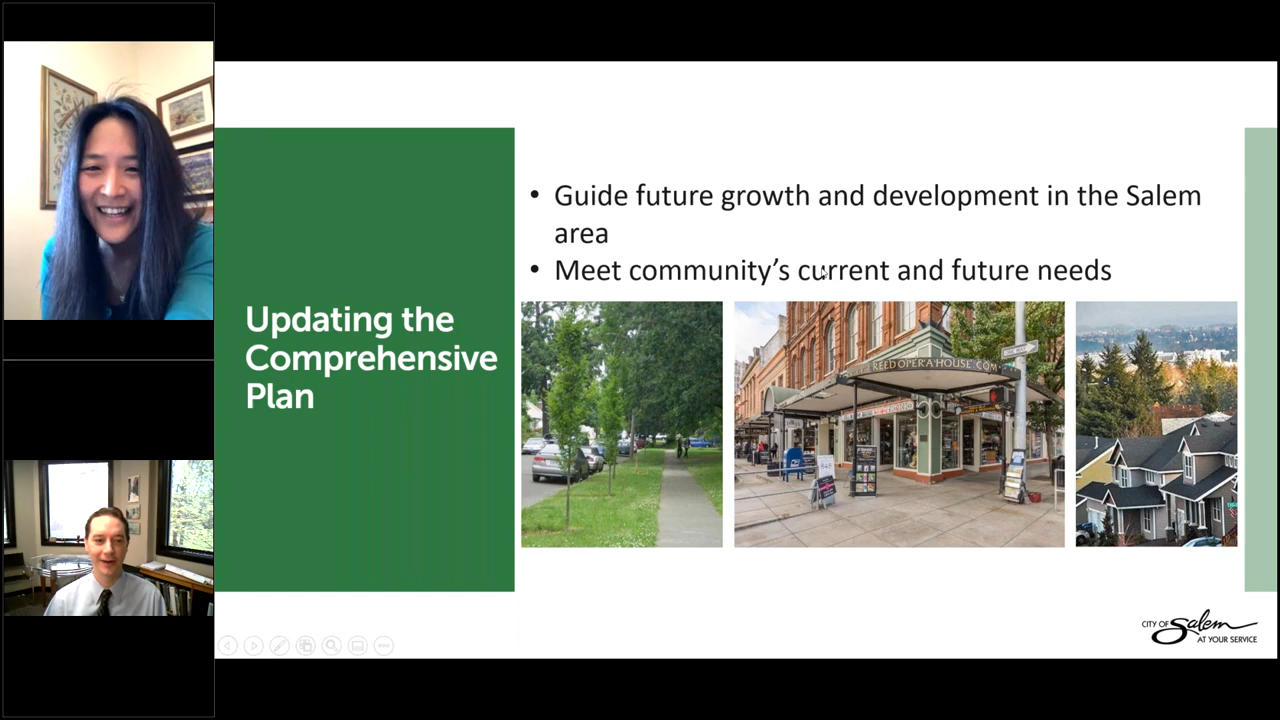 Updating the
Comprehensive
Plan
• Guide future growth and development in the Salem
area
• Meet community’s current and future needs
REED OPERA HOUSE COM
CITY OF Salem
AT YOUR SERVICE